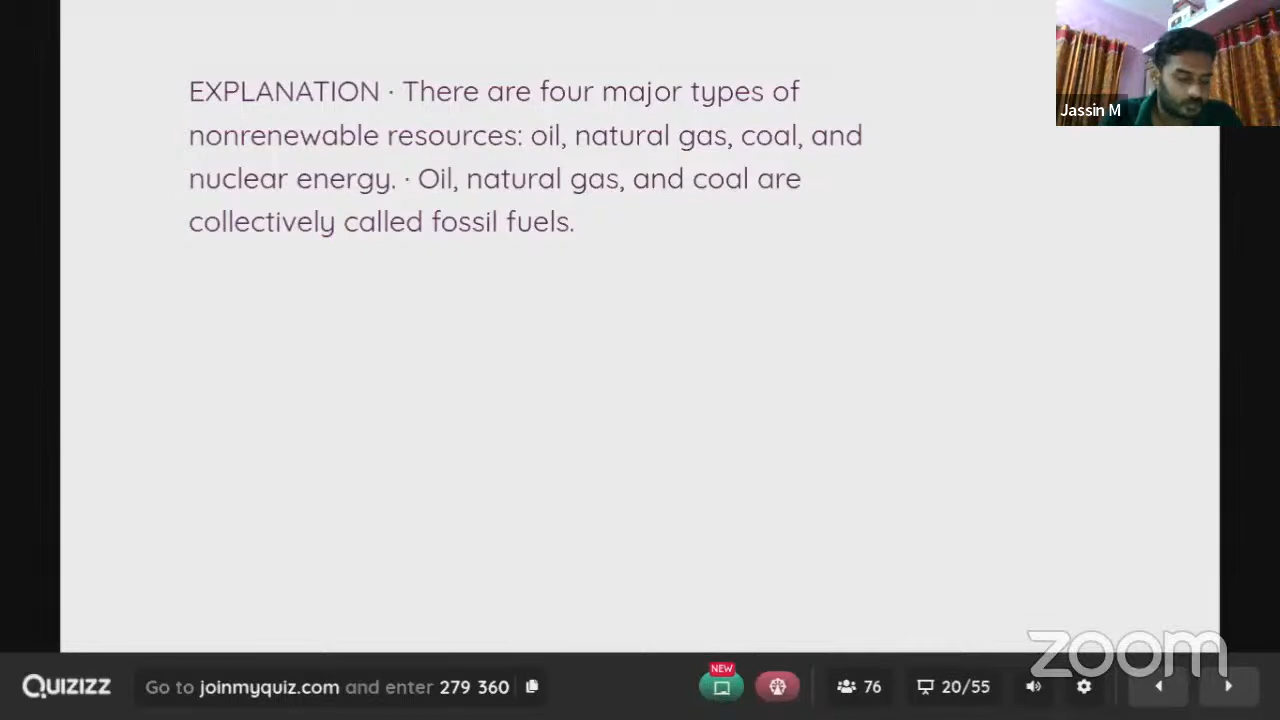 EXPLANATION · There are four major types of
nonrenewable resources: oil, natural gas, coal, and
nuclear energy. · Oil, natural gas, and coal are
collectively called fossil fuels.
Jassin M
zoom
NEW
Quizizz Go to joinmyquiz.com and enter 279 360 76 20/55